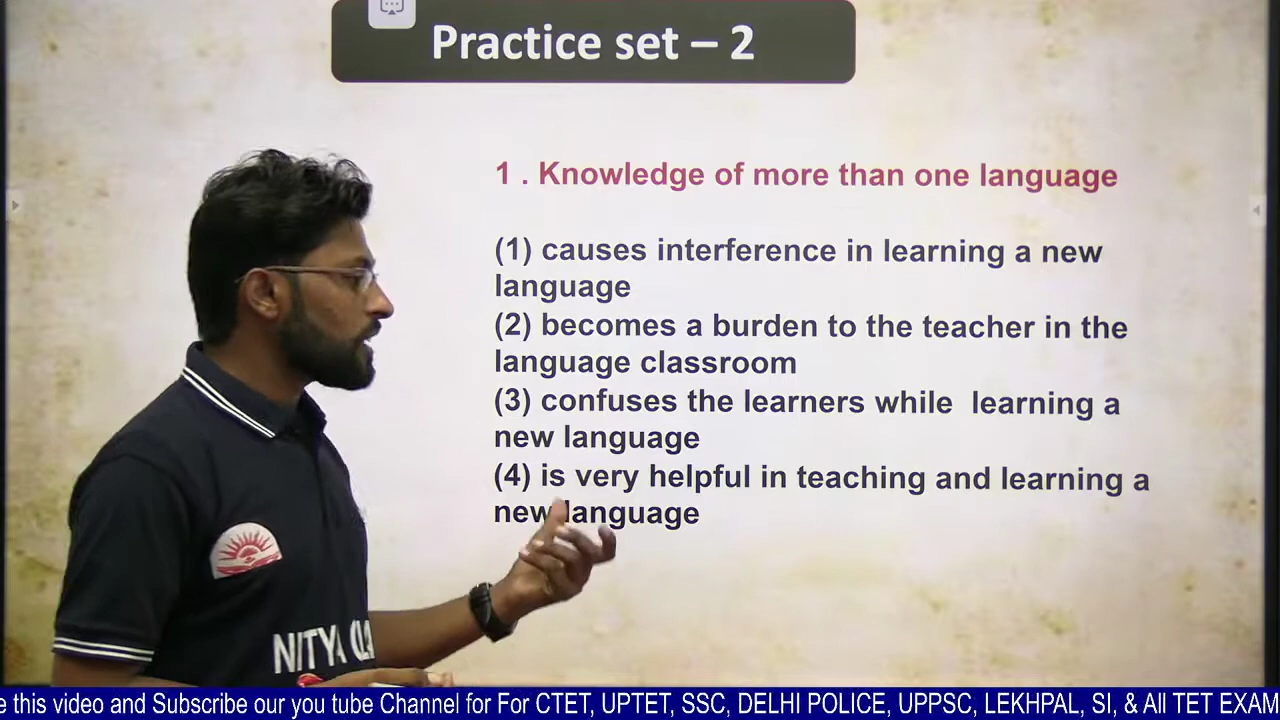 Practice set – 2
1 . Knowledge of more than one language
(1) causes interference in learning a new
language
(2) becomes a burden to the teacher in the
language classroom
(3) confuses the learners while learning a
new language
(4) is very helpful in teaching and learning a
new language
NITYA
e this video and Subscribe our you tube Channel for For CTET, UPTET, SSC, DELHI POLICE, UPPSC, LEKHPAL, SI, & All TET EXAM